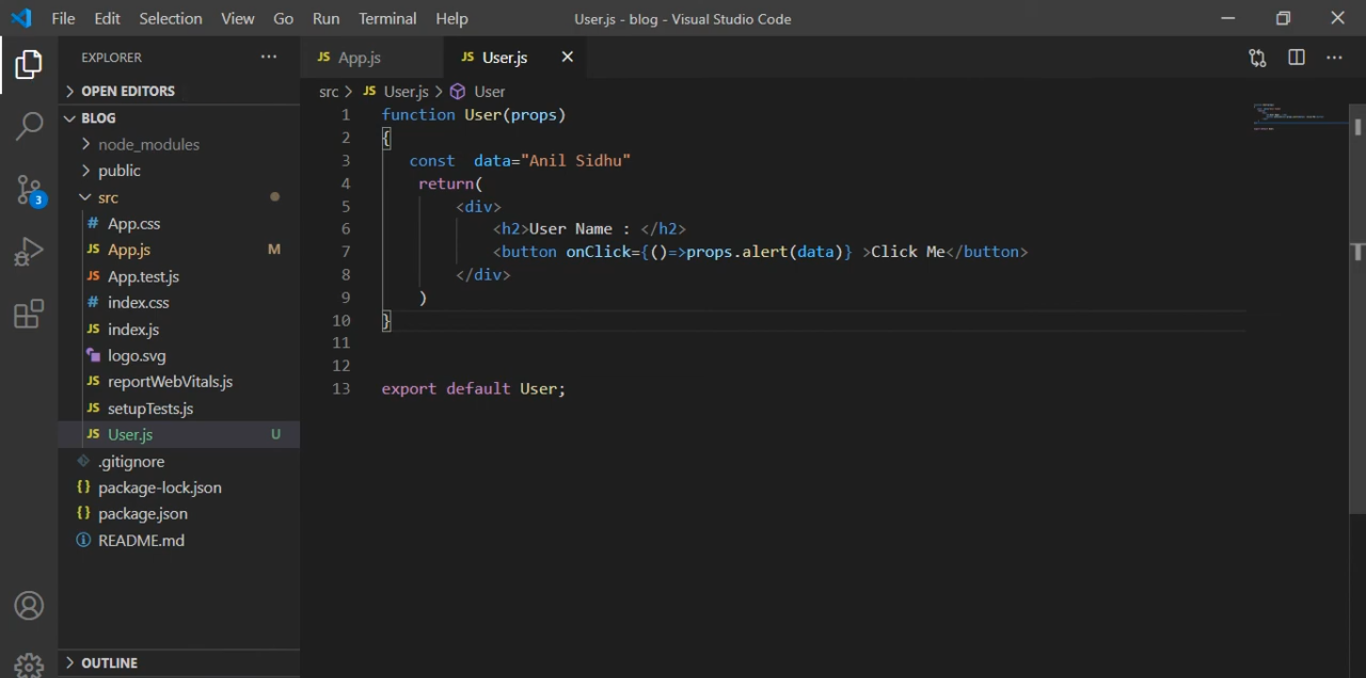 File Edit Selection View Go Run Terminal Help User.js - blog - Visual Studio Code
EXPLORER ···
JS App.js JS User.js ×
OPEN EDITORS
src > JS User.js > User
BLOG
node_modules
public
src
# App.css
JS App.js M
JS App.test.js
# index.css
JS index.js
logo.svg
JS reportWebVitals.js
JS setupTests.js
JS User.js U
.gitignore
{} package-lock.json
{} package.json
README.md
OUTLINE
3
1 function User(props)
2 {
3 const data="Anil Sidhu"
4 return(
5 <div>
6 <h2>User Name : </h2>
7 <button onClick={()=>props.alert(data)} >Click Me</button>
8 </div>
9 )
10 }
11
12
13 export default User;